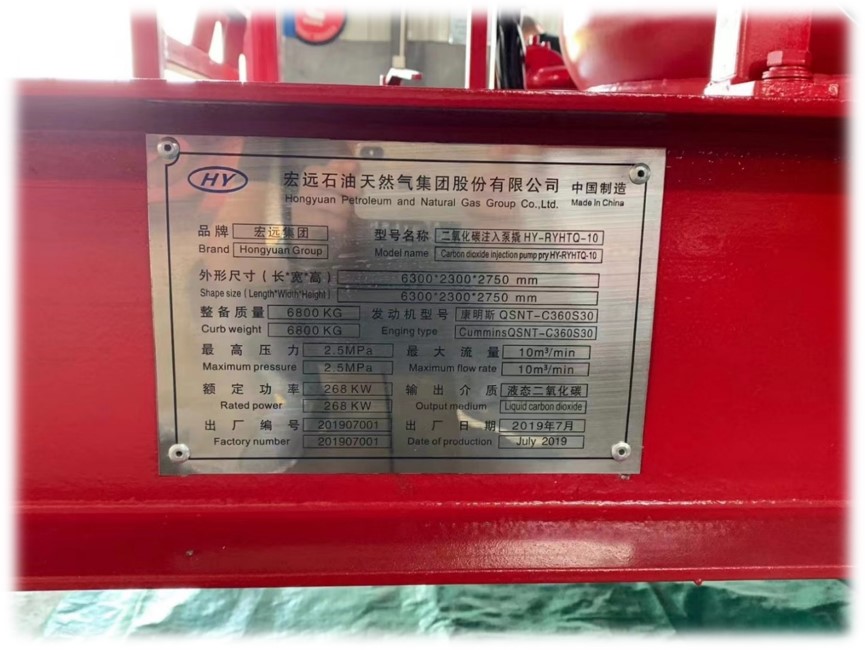 HY 宏远石油天然气集团股份有限公司 中国制造
Hongyuan Petroleum and Natural Gas Group Co.,Ltd. Made In China
品牌 宏远集团 型号名称 二氧化碳注入泵撬 HY-RYHTQ-10
Brand Hongyuan Group Model name Carbon dioxide injection pump pry HY-RYHTQ-10
外形尺寸(长*宽*高) 6300*2300*2750 mm
Shape size (Length*Width*Height) 6300*2300*2750 mm
整备质量 6800 KG 发动机型号 康明斯 QSNT-C360S30
Curb weight 6800 KG Enging type CumminsQSNT-C360S30
最高压力 2.5MPa 最大流量 10m³/min
Maximum pressure 2.5MPa Maximum flow rate 10m³/min
额定功率 268 KW 输出介质 液态二氧化碳
Rated power 268 KW Output medium Liquid carbon dioxide
出厂编号 201907001 出厂日期 2019年7月
Factory number 201907001 Date of production July 2019